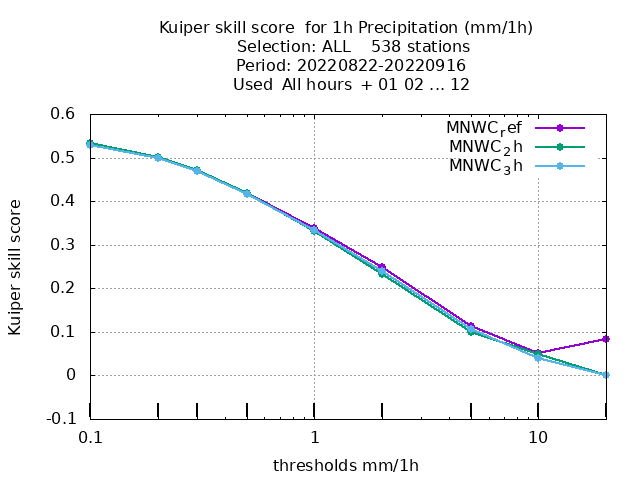 Kuiper skill score  for 1h Precipitation (mm/1h)
Selection: ALL    538 stations
Period: 20220822-20220916
Used  All hours  + 01 02 ... 12
MNWC_ref
MNWC_2h
MNWC_3h
Kuiper skill score
0.6
0.5
0.4
0.3
0.2
0.1
0
-0.1
0.1 1 10
thresholds mm/1h